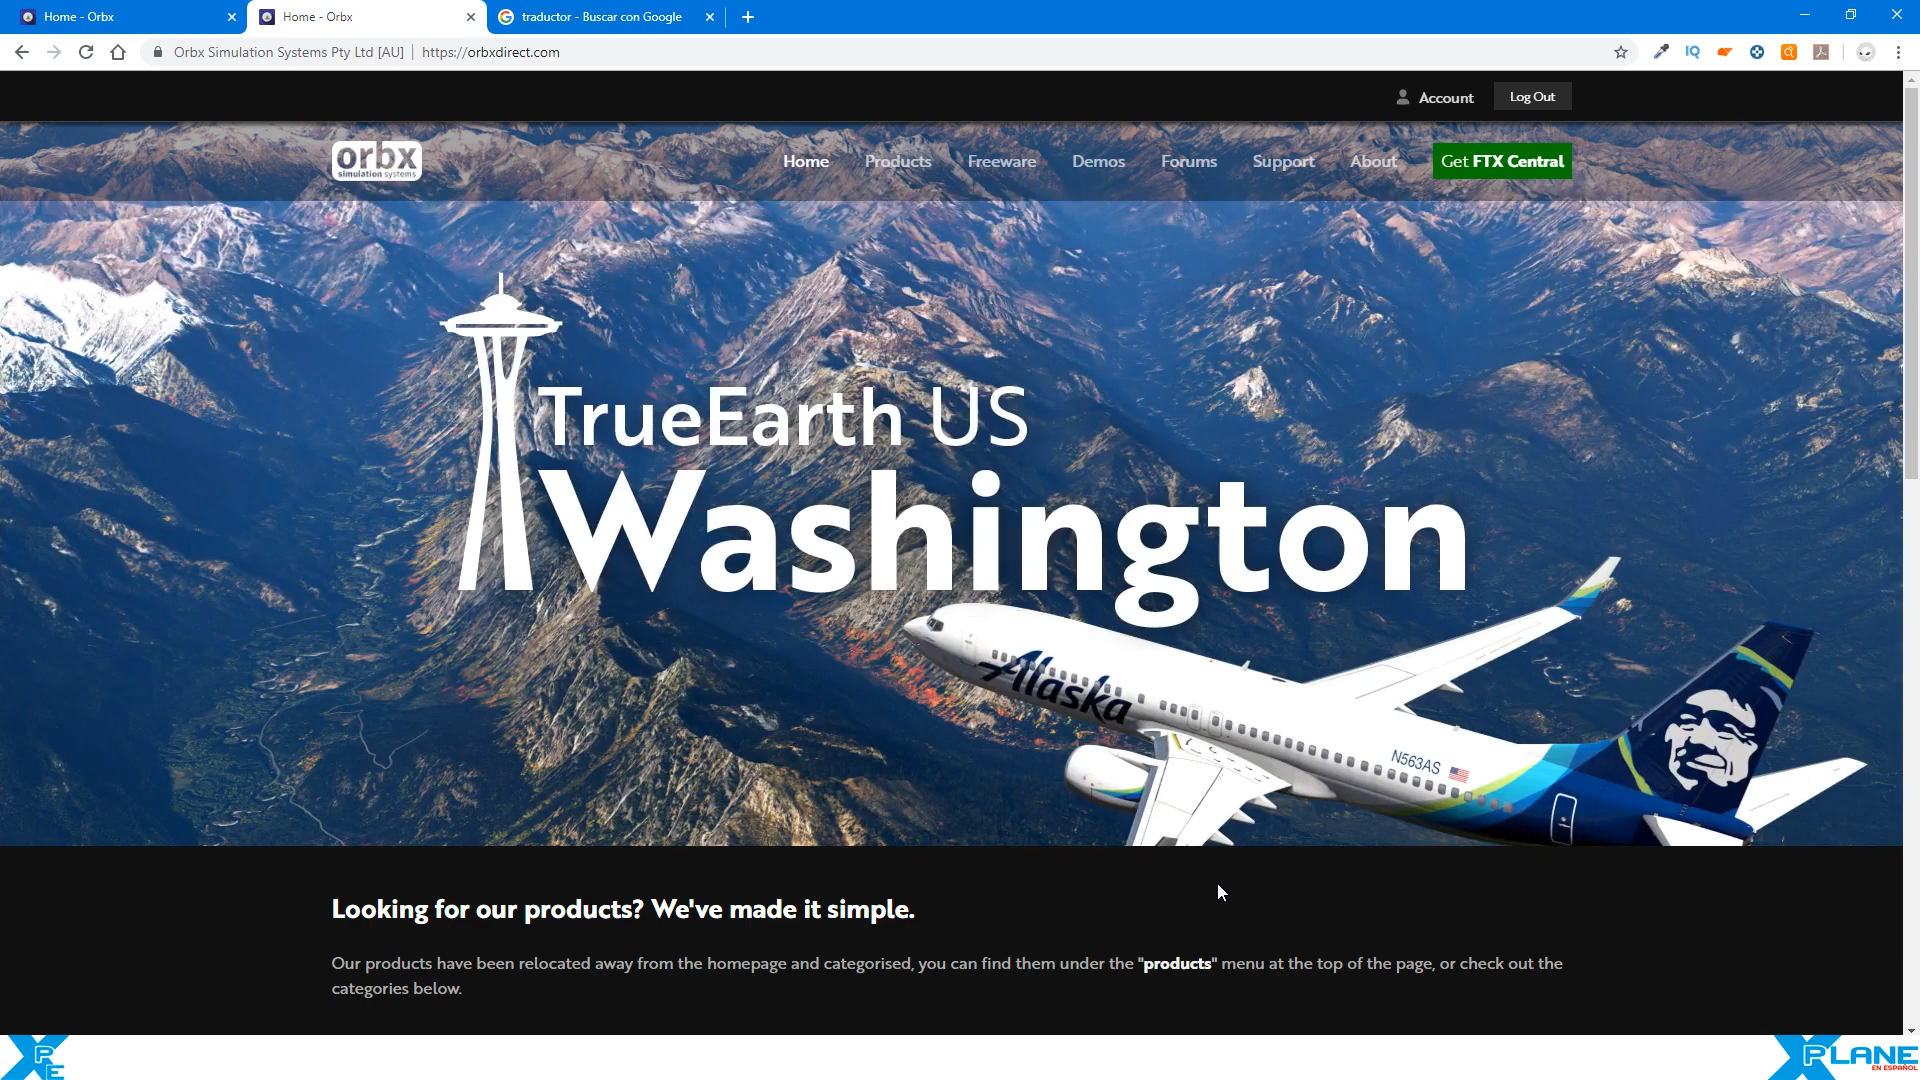 Home - Orbx
Home - Orbx
traductor - Buscar con Google
Orbx Simulation Systems Pty Ltd [AU] | https://orbxdirect.com
IQ
Account
Log Out
orbx
simulation systems
Home
Products
Freeware
Demos
Forums
Support
About
Get FTX Central
TrueEarth US
Washington
Alaska
N563AS
Looking for our products? We've made it simple.
Our products have been relocated away from the homepage and categorised, you can find them under the "products" menu at the top of the page, or check out the
categories below.
XPE
XPLANE
EN ESPAÑOL